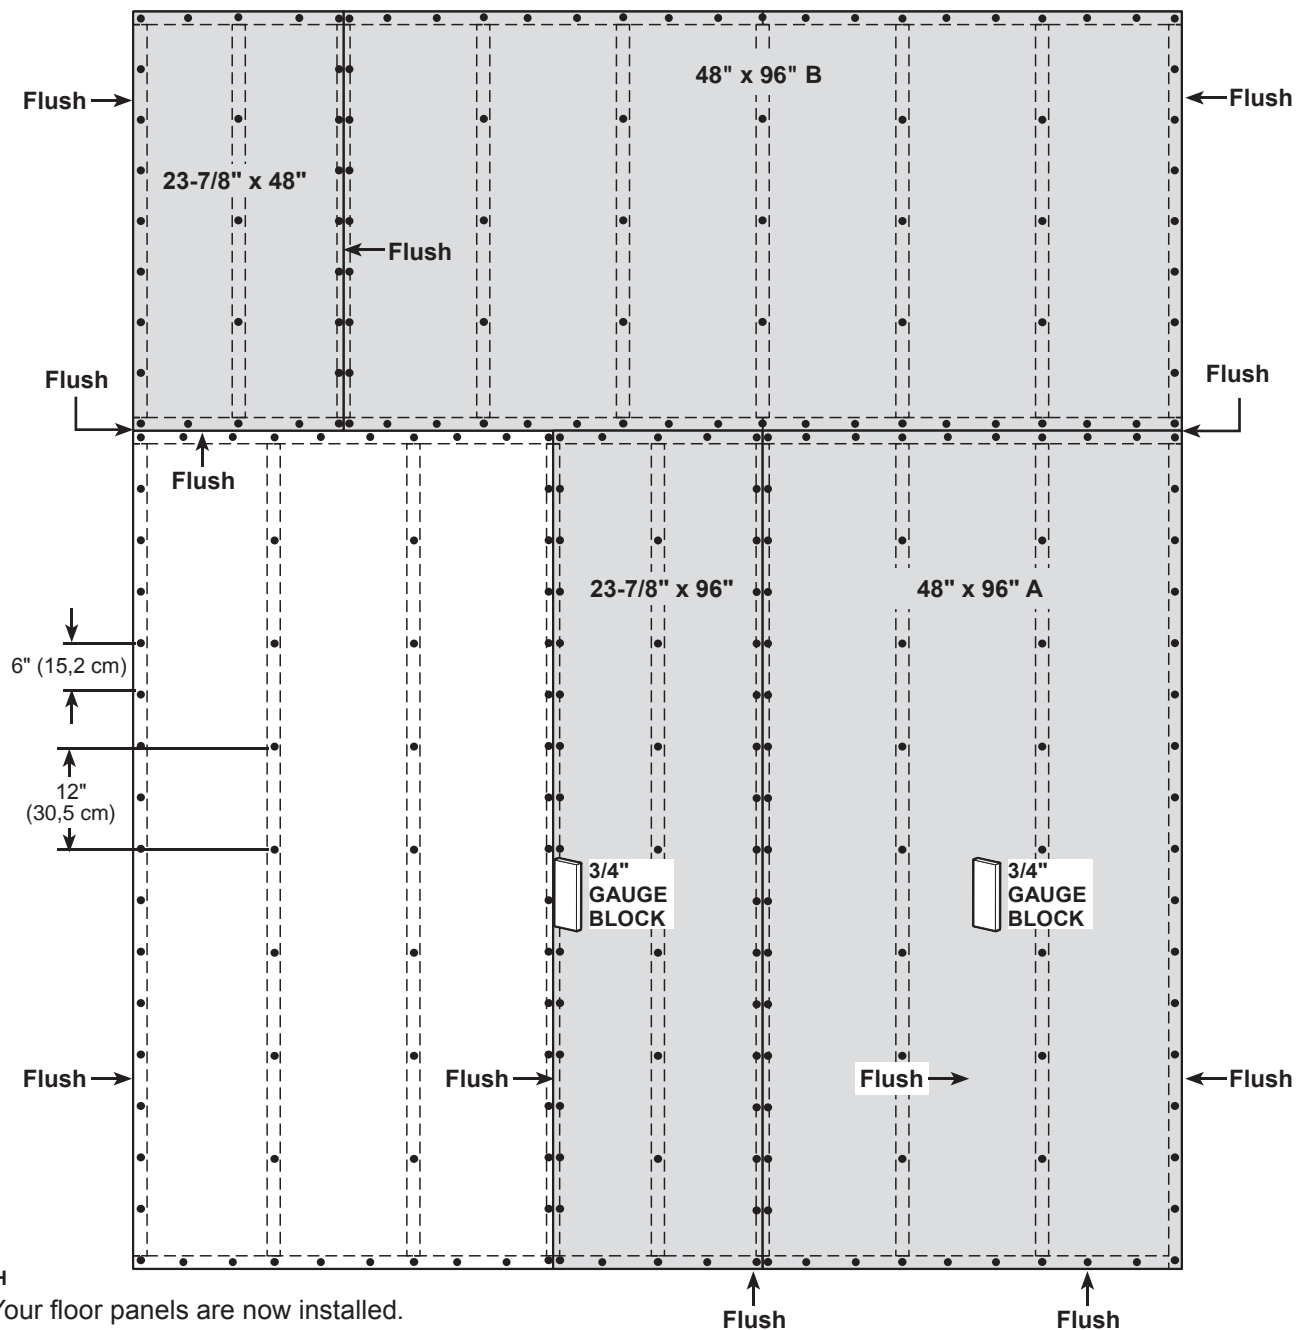 48" x 96" B
Flush
Flush
23-7/8" x 48"
Flush
Flush
Flush
Flush
23-7/8" x 96"
48" x 96" A
6" (15,2 cm)
12"
(30,5 cm)
3/4"
GAUGE
BLOCK
3/4"
GAUGE
BLOCK
Flush
Flush
Flush
Flush
H
Your floor panels are now installed.
Flush
Flush